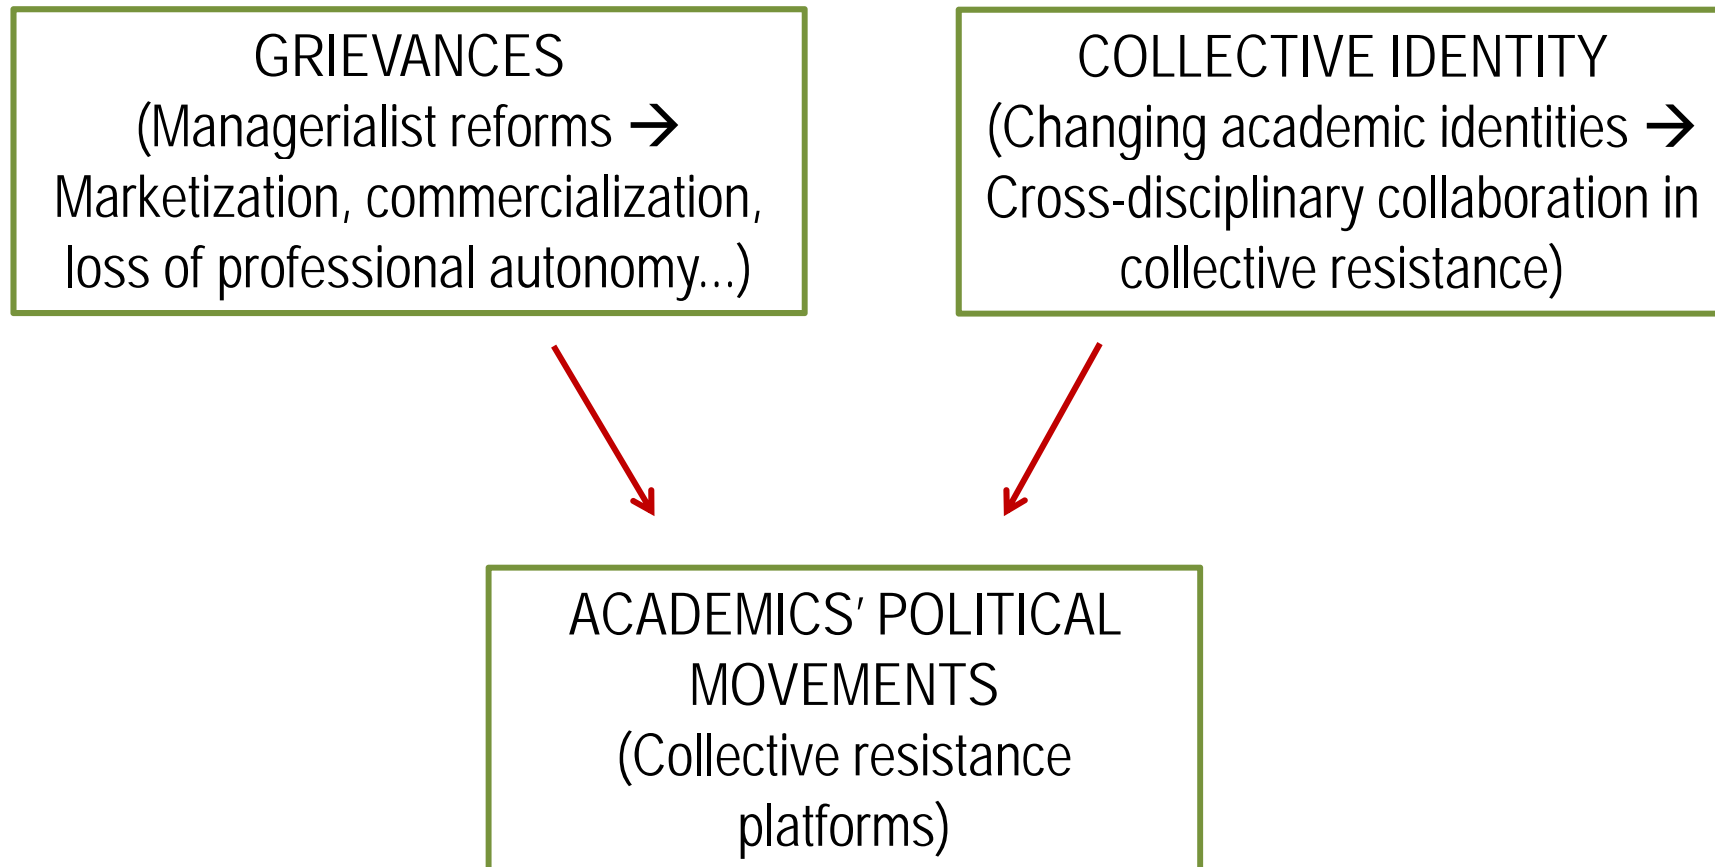 GRIEVANCES
(Managerialist reforms →
Marketization, commercialization,
loss of professional autonomy...)
COLLECTIVE IDENTITY
(Changing academic identities →
Cross-disciplinary collaboration in
collective resistance)
ACADEMICS’ POLITICAL
MOVEMENTS
(Collective resistance
platforms)